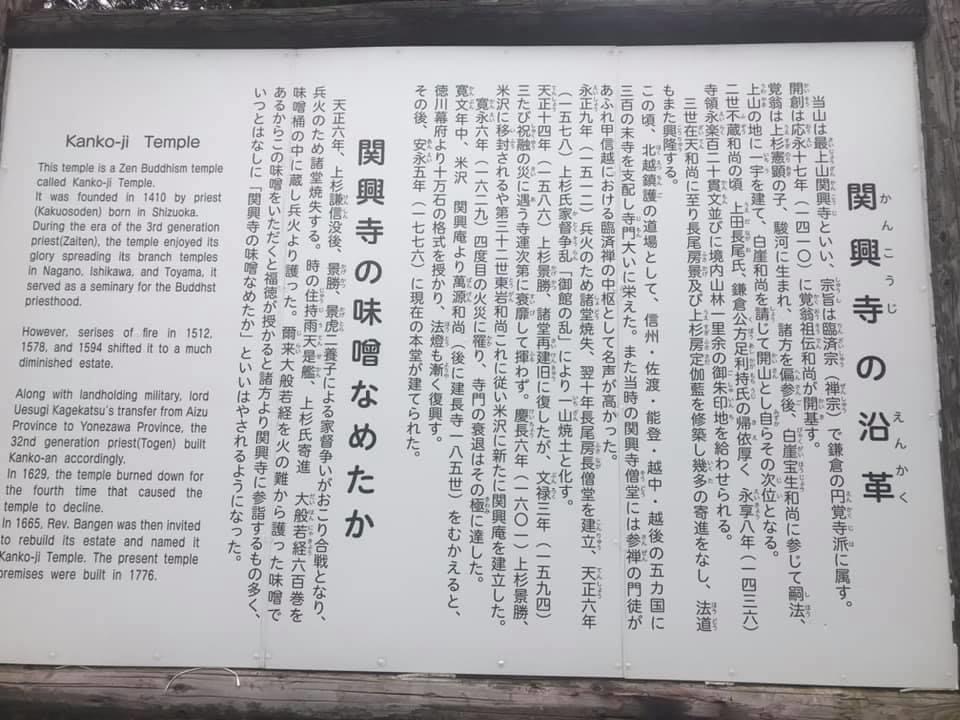 関興寺の沿革
当山は最上山関興寺といい、宗旨は臨済宗（禅宗）で鎌倉の円覚寺派に属す。
開創は応永十七年（一四一〇）に覚翁祖伝和尚が開基す。
覚翁は上杉憲顕の子、駿河に生まれ、諸方を偏参後、白崖宝生和尚に参じて嗣法、
上山の地に一宇を建て、白崖和尚を請じて開山とし自らその次位となる。
二世不蔵和尚の頃、上田長尾氏、鎌倉公方足利持氏の帰依厚く、永享八年（一四三六）
寺領永楽百二十貫文並びに境内山林一里余の御朱印地を給わせられる。
三世在天和尚に至り長尾房景及び上杉房定伽藍を修築し幾多の寄進をなし、法道
もまた興隆する。
この頃、北越鎮護の道場として、信州・佐渡・能登・越中・越後の五カ国に
三百の末寺を支配し寺門大いに栄えた。また当時の関興寺僧堂には参禅の門徒が
あふれ甲信越における臨済禅の中枢として名声が高かった。
永正九年（一五一二）兵火のため諸堂焼失、翌十年長尾房長僧堂を建立、天正六年
（一五七八）上杉氏家督争乱「御館の乱」により一山焼土と化す。
天正十四年（一五八六）上杉景勝、諸堂再建旧に復したが、文禄三年（一五九四）
三たび祝融の災に遇う寺運次第に衰靡して揮わず。慶長六年（一六〇一）上杉景勝、
米沢に移封されるや第三十二世東岩和尚これに従い米沢に新たに関興庵を建立した。
寛永六年（一六二九）四度目の火災に罹り、寺門の衰退はその極に達した。
寛文年中、米沢 関興庵より萬源和尚（後に建長寺一八五世）をむかえると、
徳川幕府より十万石の格式を授かり、法燈も漸く復興す。
その後、安永五年（一七七六）に現在の本堂が建てられた。
関興寺の味噌なめたか
天正六年、上杉謙信没後、景勝、景虎二養子による家督争いがおこり合戦となり、
兵火のため諸堂焼失する。時の住持雨天是艦、上杉氏寄進 大般若経六百巻を
味噌桶の中に蔵し兵火より護った。爾来大般若経を火の難から護った味噌で
あるからこの味噌をいただくと福徳が授かると諸方より関興寺に参詣するもの多く、
いつとはなしに「関興寺の味噌なめたか」といいはやされるようになった。
Kanko-ji Temple
This temple is a Zen Buddhism temple
called Kanko-ji Temple.
It was founded in 1410 by priest
(Kakuosoden) born in Shizuoka.
During the era of the 3rd generation
priest(Zaiten), the temple enjoyed its
glory spreading its branch temples
in Nagano, Ishikawa, and Toyama, it
served as a seminary for the Buddhst
priesthood.
However, serises of fire in 1512,
1578, and 1594 shifted it to a much
diminished estate.
Along with landholding military, lord
Uesugi Kagekatsu's transfer from Aizu
Province to Yonezawa Province, the
32nd generation priest(Togen) built
Kanko-an accordingly.
In 1629, the temple burned down for
the fourth time that caused the
temple to decline.
In 1665, Rev. Bangen was then invited
to rebuild its estate and named it
Kanko-ji Temple. The present temple
premises were built in 1776.